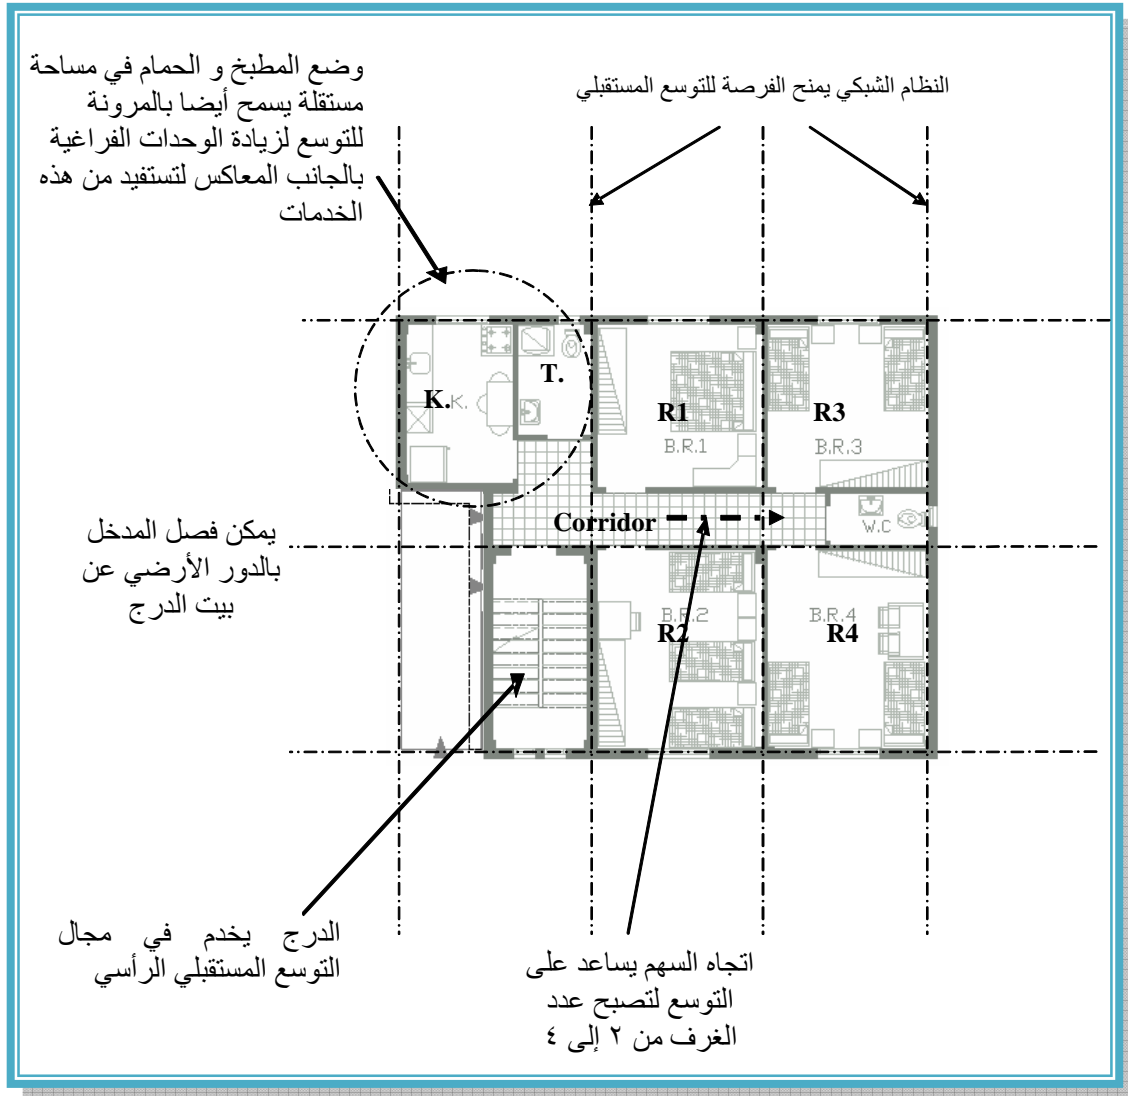 وضع المطبخ و الحمام في مساحة
مستقلة يسمح أيضا بالمرونة
للتوسع لزيادة الوحدات الفراغية
بالجانب المعاكس لتستفيد من هذه
الخدمات
النظام الشبكي يمنح الفرصة للتوسع المستقبلي
K.
K.
T.
R1
B.R.1
R3
B.R.3
Corridor
W.C
يمكن فصل المدخل
بالدور الأرضي عن
بيت الدرج
B.R.2
R2
B.R.4
R4
الدرج يخدم في مجال
التوسع المستقبلي الرأسي
اتجاه السهم يساعد على
التوسع لتصبح عدد
الغرف من ٢ إلى ٤